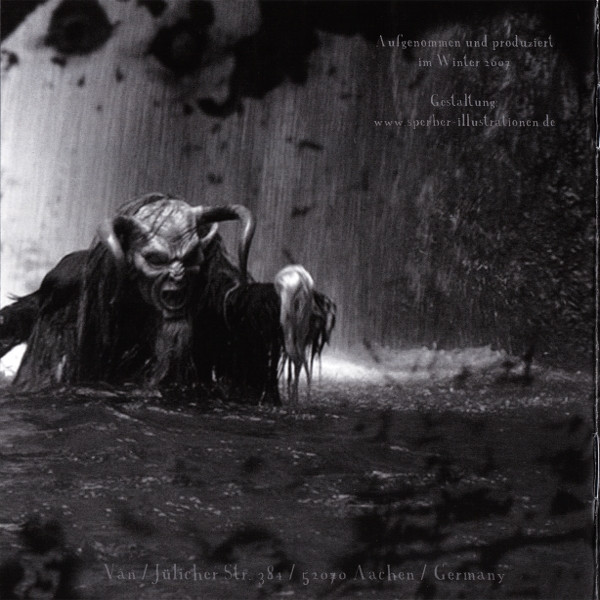 Aufgenommen und produziert
im Winter 2007
Gestaltung:
www.sperber-illustrationen.de
Van / Jülicher Str. 384 / 52070 Aachen / Germany